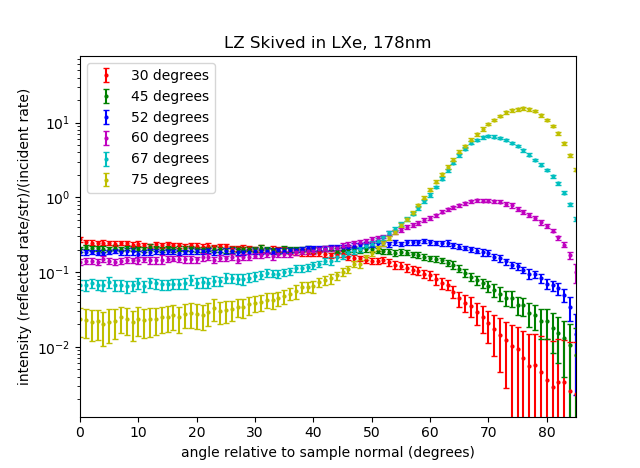 LZ Skived in LXe, 178nm
30 degrees
45 degrees
52 degrees
60 degrees
67 degrees
75 degrees
intensity (reflected rate/str)/(incident rate)
10¹
10⁰
10⁻¹
10⁻²
0 10 20 30 40 50 60 70 80
angle relative to sample normal (degrees)